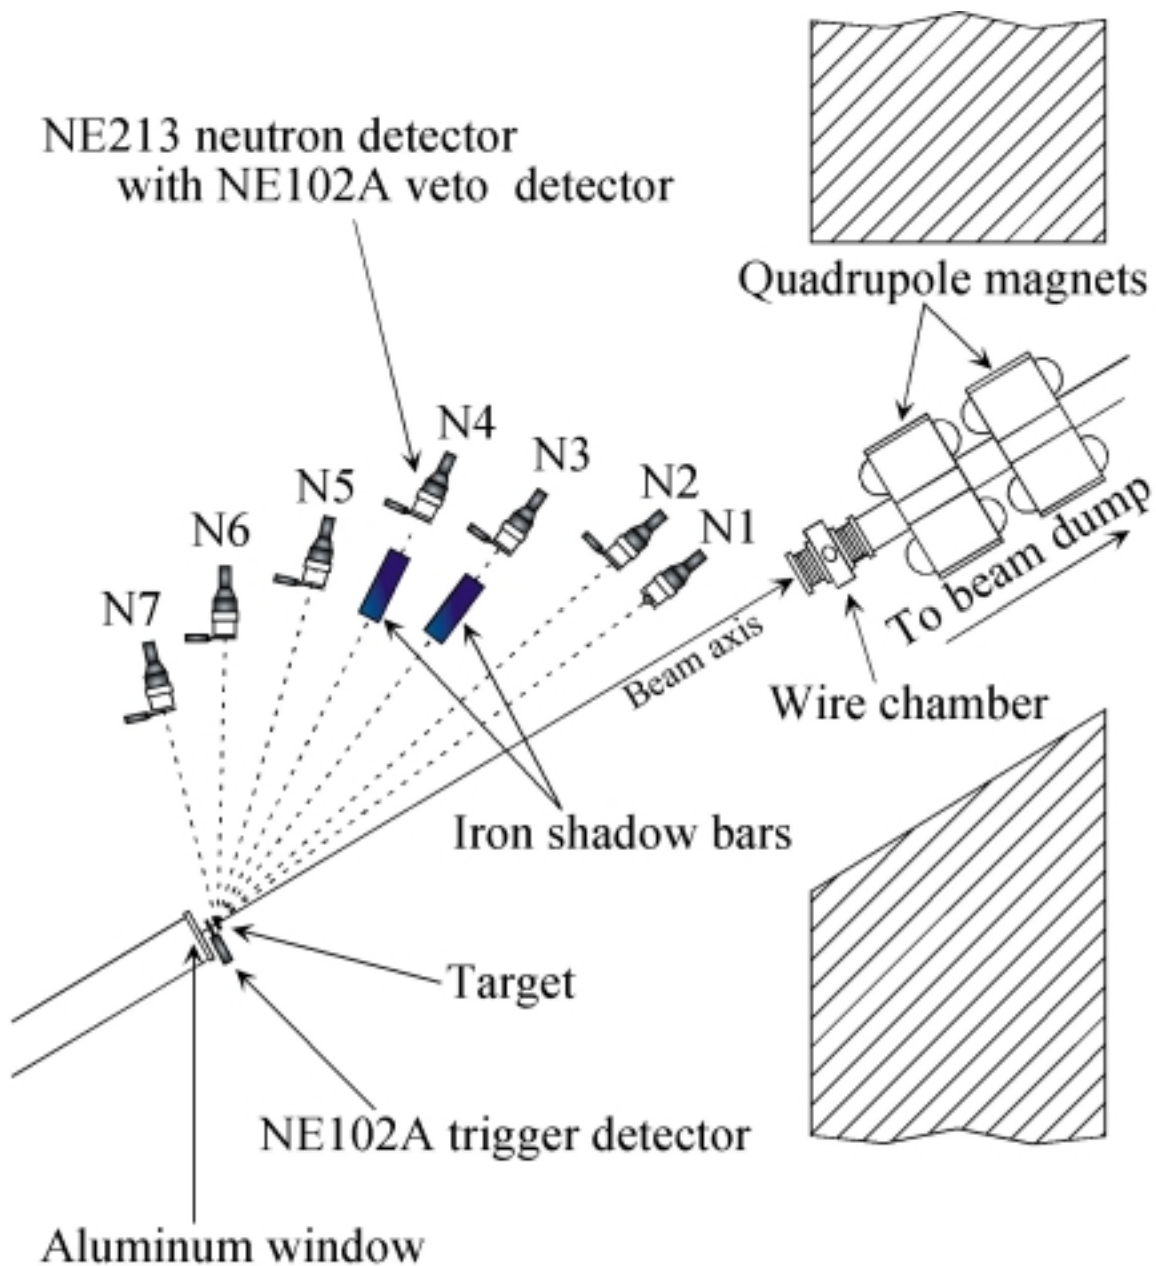 NE213 neutron detector
with NE102A veto detector
Quadrupole magnets
N4
N3
N5
N2
N6
N1
N7
To beam dump
Beam axis
Wire chamber
Iron shadow bars
Target
NE102A trigger detector
Aluminum window